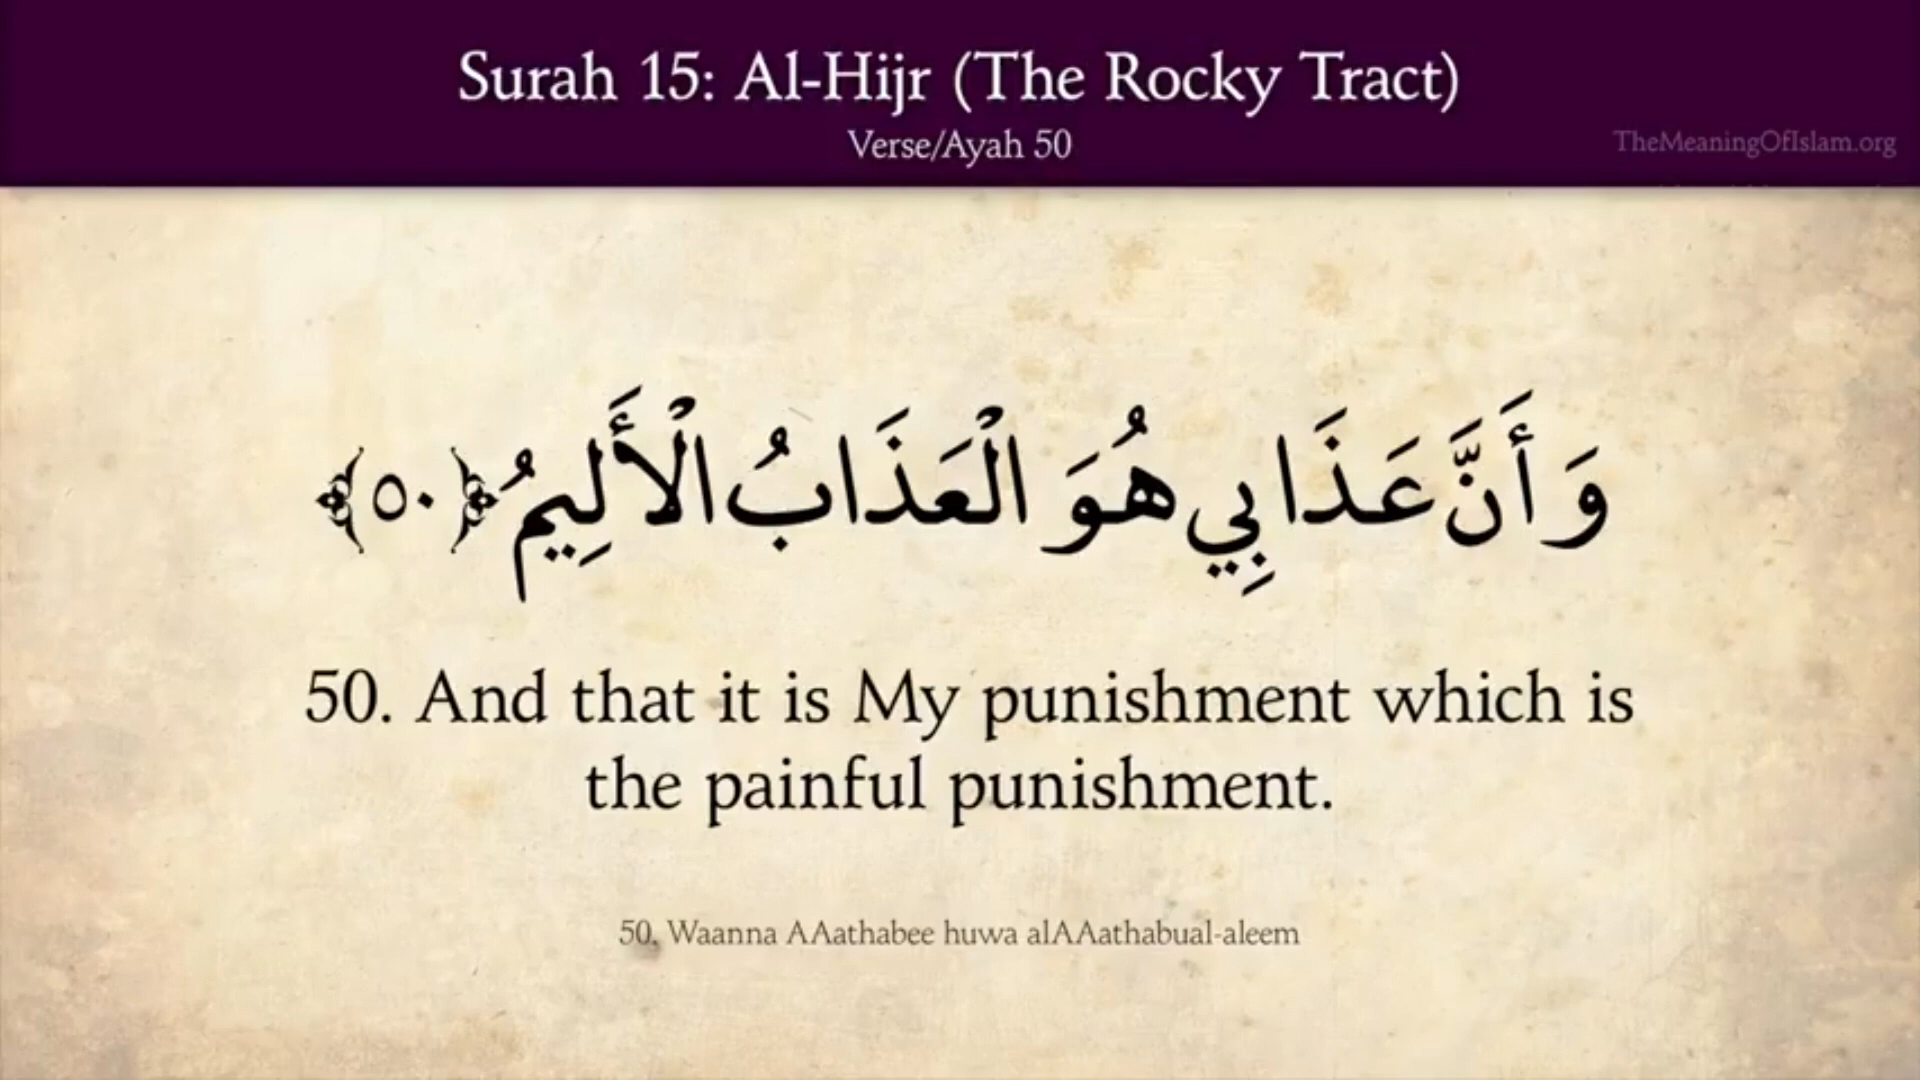 Surah 15: Al-Hijr (The Rocky Tract)
Verse/Ayah 50
TheMeaningOfIslam.org
وَأَنَّ عَذَابِي هُوَ الْعَذَابُ الْأَلِيمُ ﴿٥٠﴾
50. And that it is My punishment which is
the painful punishment.
50. Waanna AAathabee huwa alAAathabual-aleem